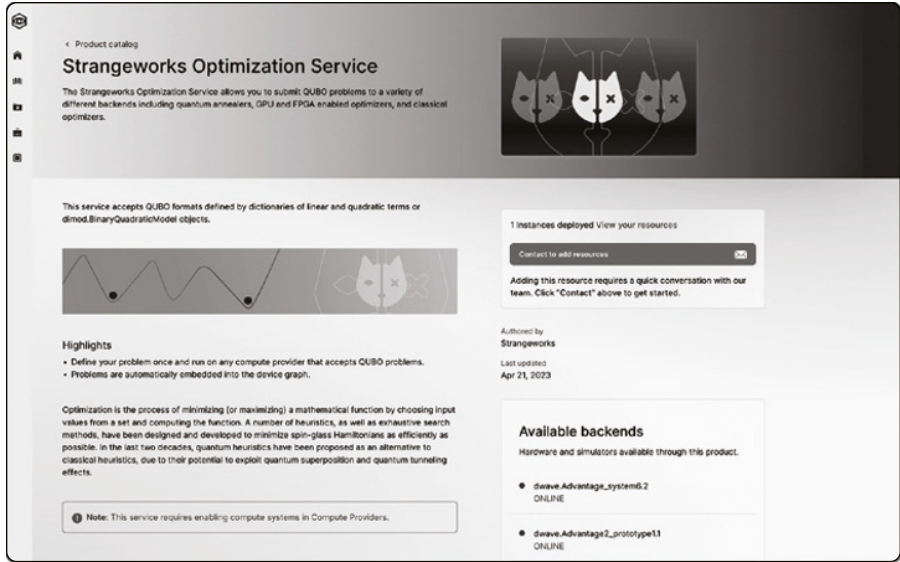 < Product catalog
Strangeworks Optimization Service
The Strangeworks Optimization Service allows you to submit QUBO problems to a variety of
different backends including quantum annealers, GPU and FPGA enabled optimizers, and classical
optimizers.
This service accepts QUBO formats defined by dictionaries of linear and quadratic terms or
dimod.BinaryQuadraticModel objects.
Highlights
• Define your problem once and run on any compute provider that accepts QUBO problems.
• Problems are automatically embedded into the device graph.
Optimization is the process of minimizing (or maximizing) a mathematical function by choosing input
values from a set and computing the function. A number of heuristics, as well as exhaustive search
methods, have been designed and developed to minimize spin-glass Hamiltonians as efficiently as
possible. In the last two decades, quantum heuristics have been proposed as an alternative to
classical heuristics, due to their potential to exploit quantum superposition and quantum tunneling
effects.
Note: This service requires enabling compute systems in Compute Providers.
1 Instances deployed View your resources
Contact to add resources
Adding this resource requires a quick conversation with our
team. Click "Contact" above to get started.
Authored by
Strangeworks
Last updated
Apr 21, 2023
Available backends
Hardware and simulators available through this product.
• dwave.Advantage_system6.2
ONLINE
• dwave.Advantage2_prototype1.1
ONLINE